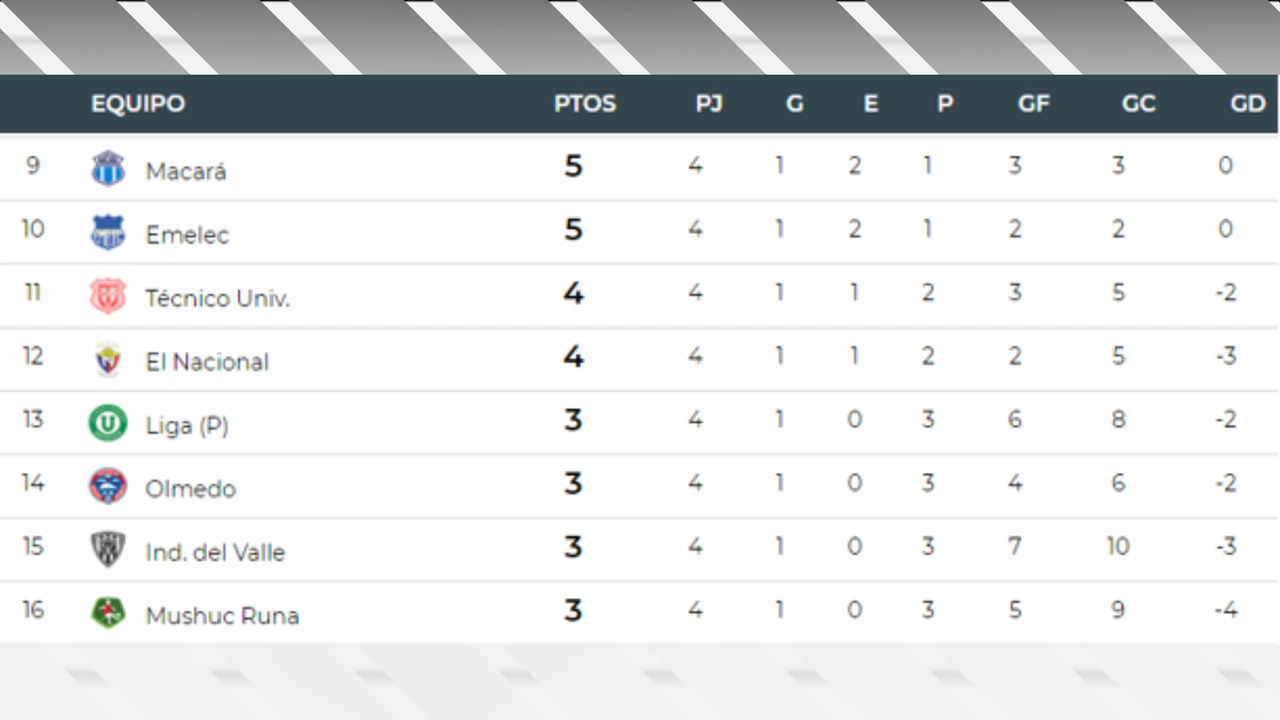 EQUIPO PTOS PJ G E P GF GC GD
9 Macará 5 4 1 2 1 3 3 0
10 Emelec 5 4 1 2 1 2 2 0
11 Técnico Univ. 4 4 1 1 2 3 5 -2
12 El Nacional 4 4 1 1 2 2 5 -3
13 Liga (P) 3 4 1 0 3 6 8 -2
14 Olmedo 3 4 1 0 3 4 6 -2
15 Ind. del Valle 3 4 1 0 3 7 10 -3
16 Mushuc Runa 3 4 1 0 3 5 9 -4